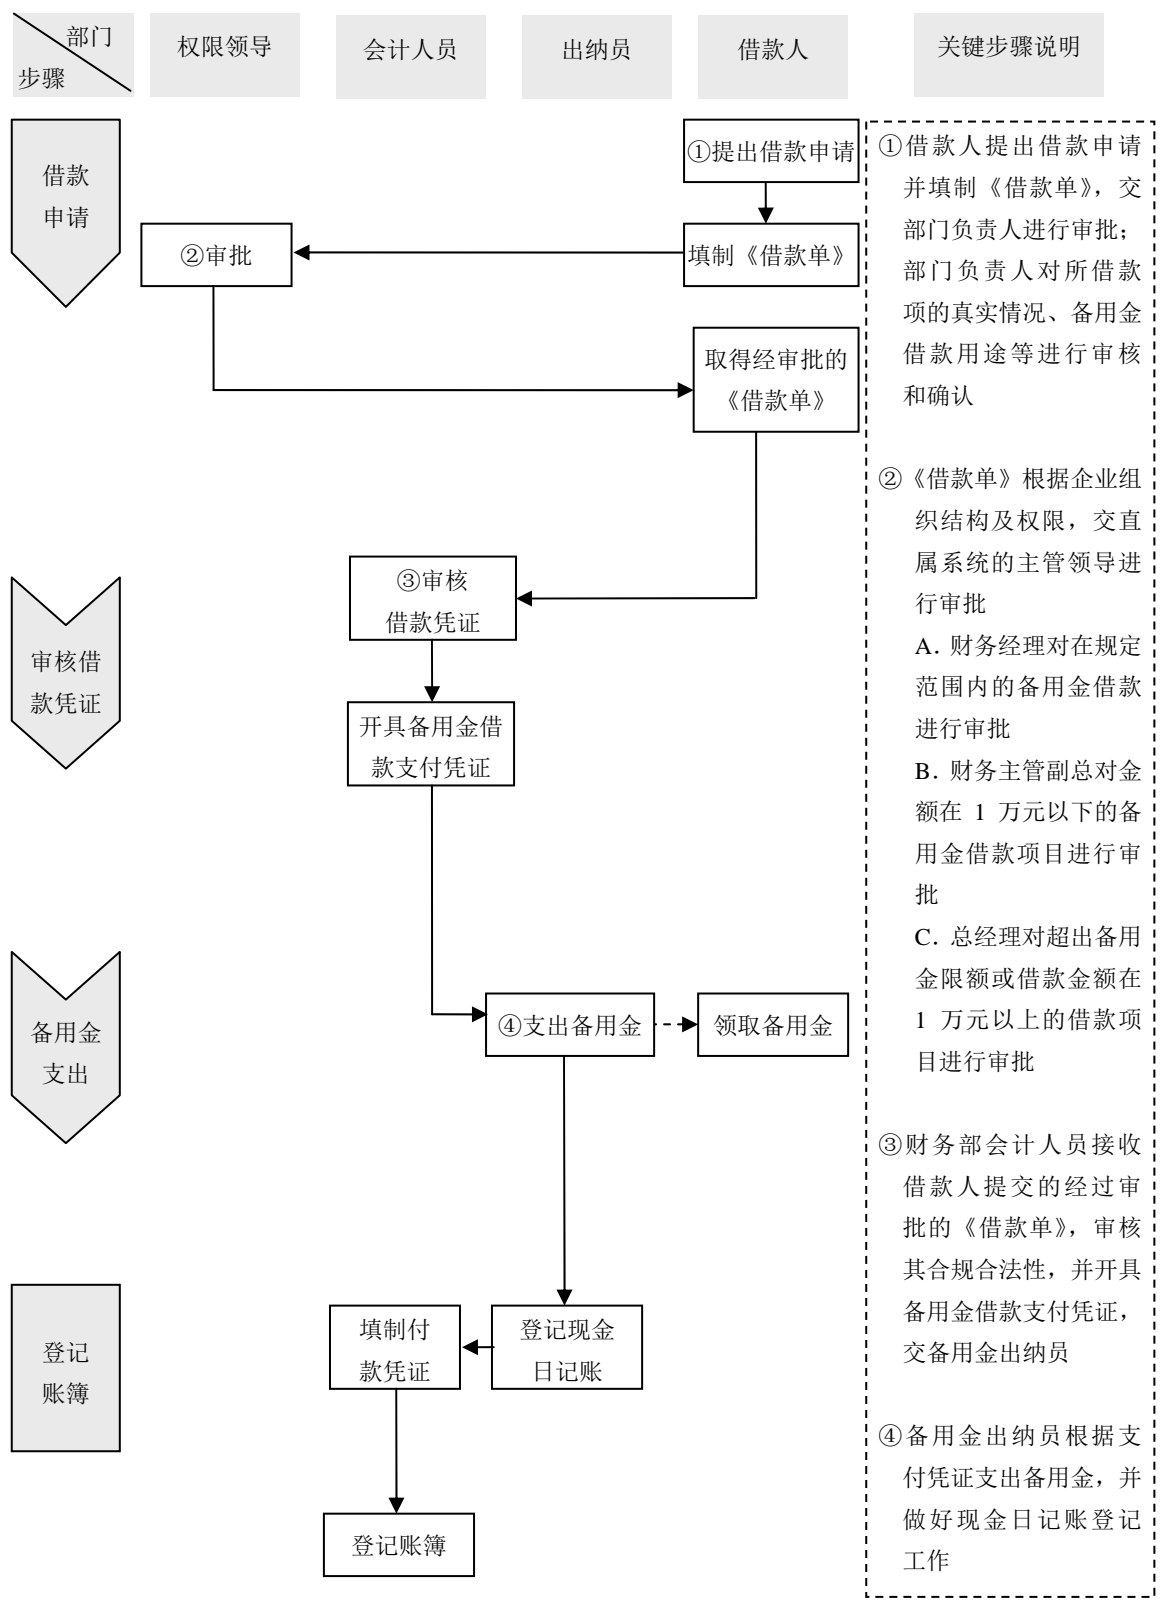 部门
步骤
权限领导
会计人员
出纳员
借款人
关键步骤说明
借款
申请
①提出借款申请
填制《借款单》
②审批
取得经审批的
《借款单》
审核借
款凭证
③审核
借款凭证
开具备用金借
款支付凭证
备用金
支出
④支出备用金
领取备用金
登记
账簿
填制付
款凭证
登记现金
日记账
登记账簿
①借款人提出借款申请
并填制《借款单》，交
部门负责人进行审批；
部门负责人对所借款
项的真实情况、备用金
借款用途等进行审核
和确认
②《借款单》根据企业组
织结构及权限，交直
属系统的主管领导进
行审批
A．财务经理对在规定
范围内的备用金借款
进行审批
B．财务主管副总对金
额在 1 万元以下的备
用金借款项目进行审
批
C．总经理对超出备用
金限额或借款金额在
1 万元以上的借款项
目进行审批
③财务部会计人员接收
借款人提交的经过审
批的《借款单》，审核
其合规合法性，并开具
备用金借款支付凭证，
交备用金出纳员
④备用金出纳员根据支
付凭证支出备用金，并
做好现金日记账登记
工作